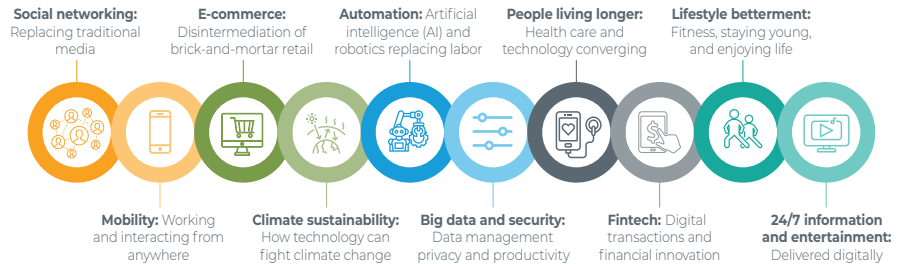 Social networking:
Replacing traditional
media
E-commerce:
Disintermediation of
brick-and-mortar retail
Automation: Artificial
intelligence (AI) and
robotics replacing labor
People living longer:
Health care and
technology converging
Lifestyle betterment:
Fitness, staying young,
and enjoying life
$
Mobility: Working
and interacting from
anywhere
Climate sustainability:
How technology can
fight climate change
Big data and security:
Data management
privacy and productivity
Fintech: Digital
transactions and
financial innovation
24/7 information
and entertainment:
Delivered digitally